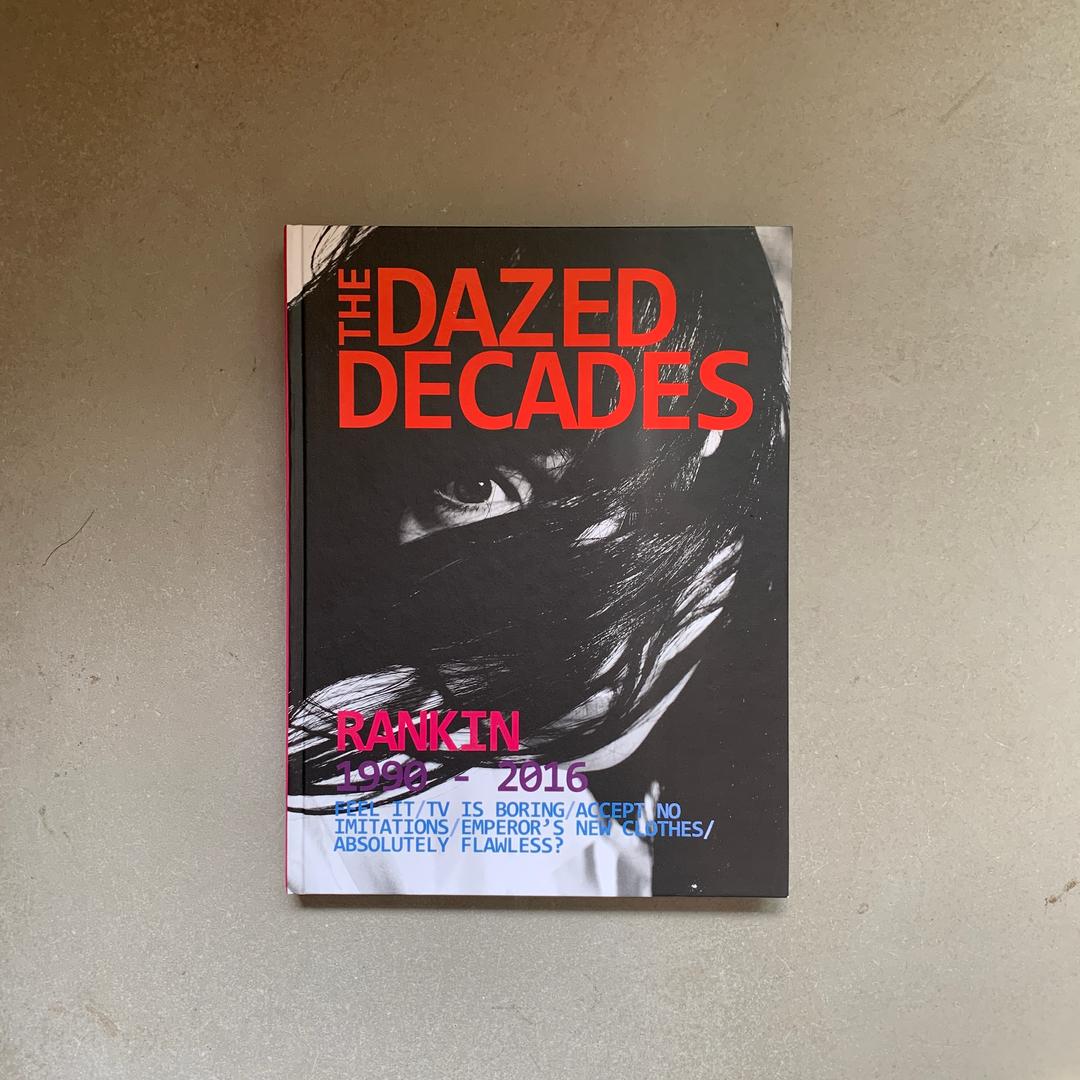 THE DAZED
DECADES
RANKIN
1990 - 2016
FEEL IT/TV IS BORING/ACCEPT NO
IMITATIONS/EMPEROR'S NEW CLOTHES/
ABSOLUTELY FLAWLESS?